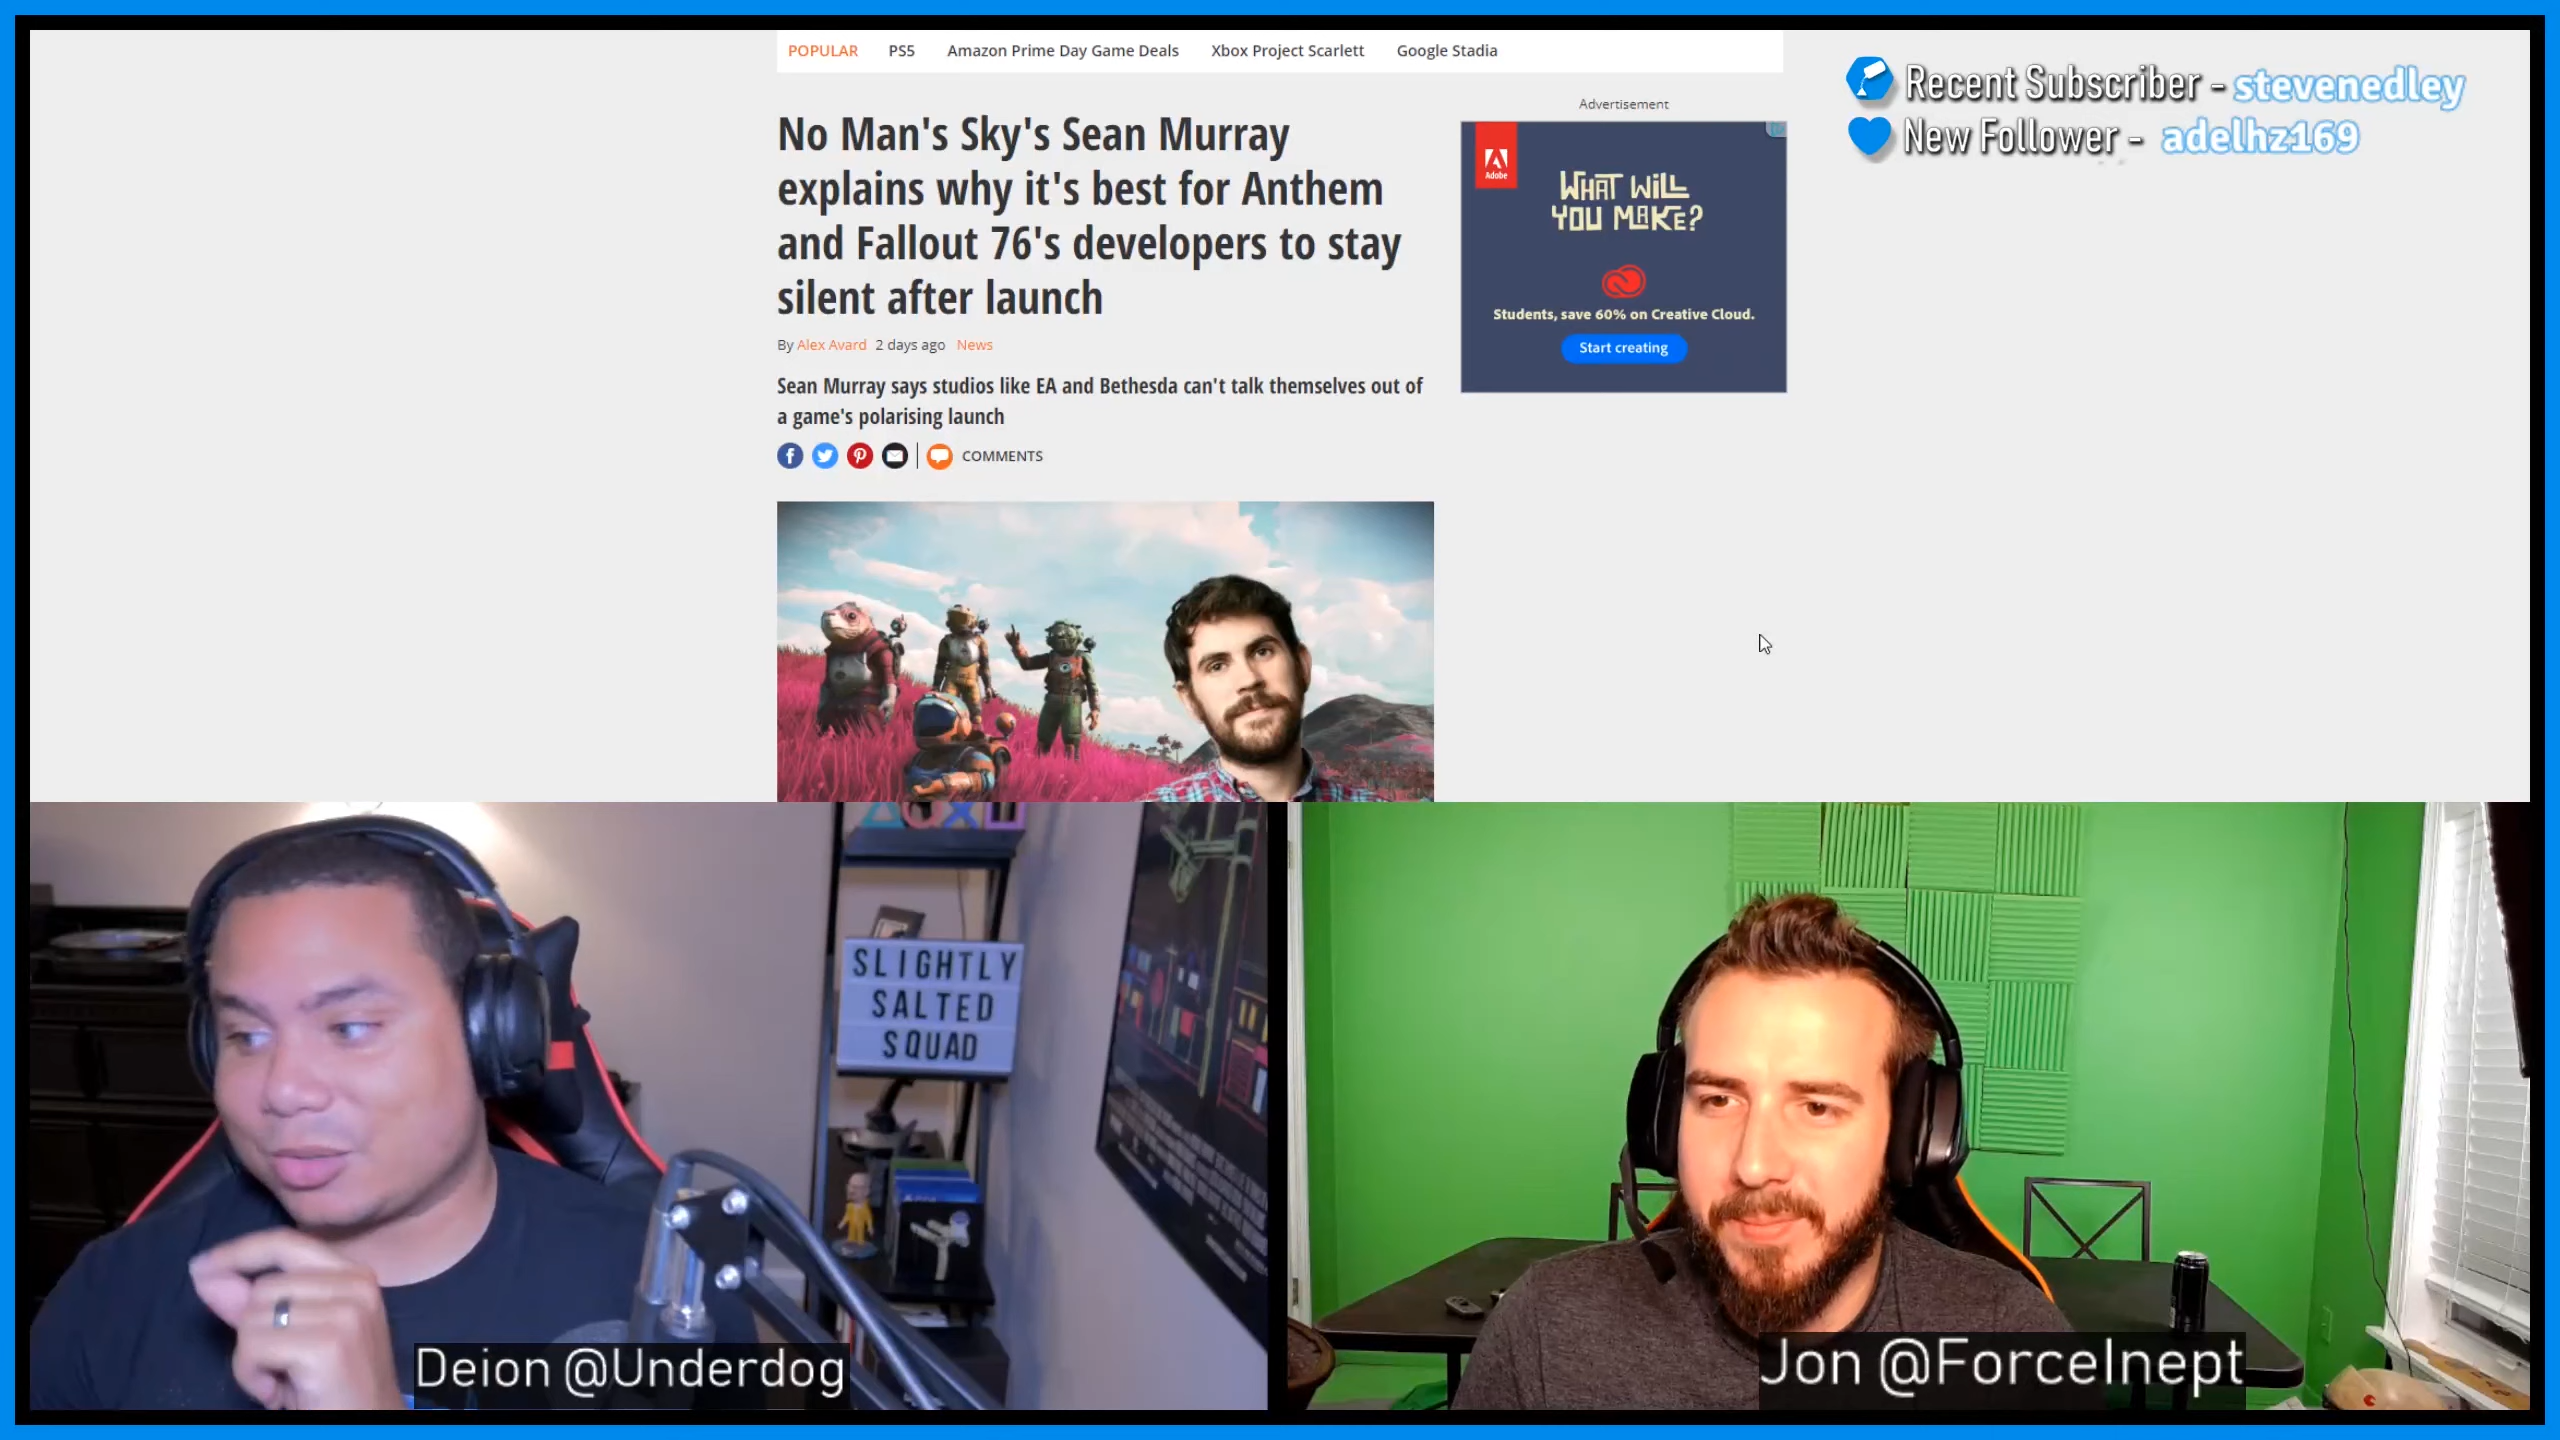 POPULAR PS5 Amazon Prime Day Game Deals Xbox Project Scarlett Google Stadia
Recent Subscriber - stevenedley
New Follower - adelhz169
No Man's Sky's Sean Murray
explains why it's best for Anthem
and Fallout 76's developers to stay
silent after launch
By Alex Avard 2 days ago News
Sean Murray says studios like EA and Bethesda can't talk themselves out of
a game's polarising launch
COMMENTS
Advertisement
Adobe
WHAT WILL
YOU MAKE?
Students, save 60% on Creative Cloud.
Start creating
SLIGHTLY
SALTED
SQUAD
Deion @Underdog
Jon @ForceInept